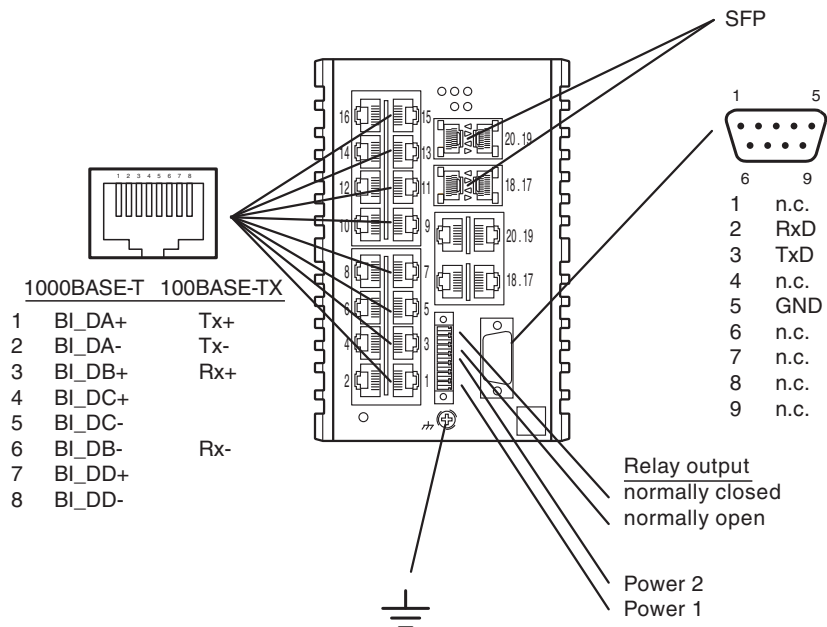 SFP
1 5
6 9
1 n.c.
2 RxD
3 TxD
4 n.c.
5 GND
6 n.c.
7 n.c.
8 n.c.
9 n.c.
16 15
14 13
12 11
10 9
8 7
6 5
4 3
2 1
20.19
18.17
20.19
18.17
1 2 3 4 5 6 7 8
1000BASE-T 100BASE-TX
1 BI_DA+ Tx+
2 BI_DA- Tx-
3 BI_DB+ Rx+
4 BI_DC+
5 BI_DC-
6 BI_DB- Rx-
7 BI_DD+
8 BI_DD-
Relay output
normally closed
normally open
Power 2
Power 1